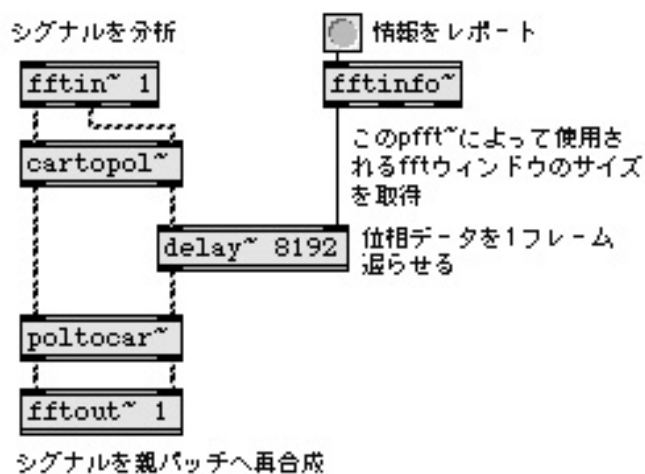 シグナルを分析
情報をレポート
fftin~ 1
fftinfo~
このpfft~によって使用さ
れるfftウィンドウのサイズ
を取得
cartopol~
delay~ 8192
位相データを1フレーム
遅らせる
poltocar~
fftout~ 1
シグナルを親パッチへ再合成